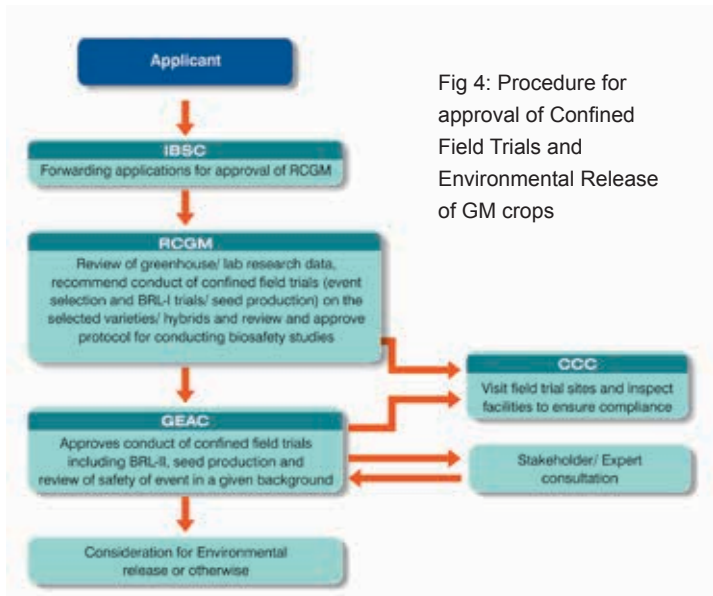 Applicant
Fig 4: Procedure for
approval of Confined
Field Trials and
Environmental Release
of GM crops
IBSC
Forwarding applications for approval of RCGM
RCGM
Review of greenhouse/ lab research data,
recommend conduct of confined field trials (event
selection and BRL-I trials/ seed production) on the
selected varieties/ hybrids and review and approve
protocol for conducting biosafety studies
CCC
Visit field trial sites and inspect
facilities to ensure compliance
GEAC
Approves conduct of confined field trials
including BRL-II, seed production and
review of safety of event in a given background
Stakeholder/ Expert
consultation
Consideration for Environmental
release or otherwise